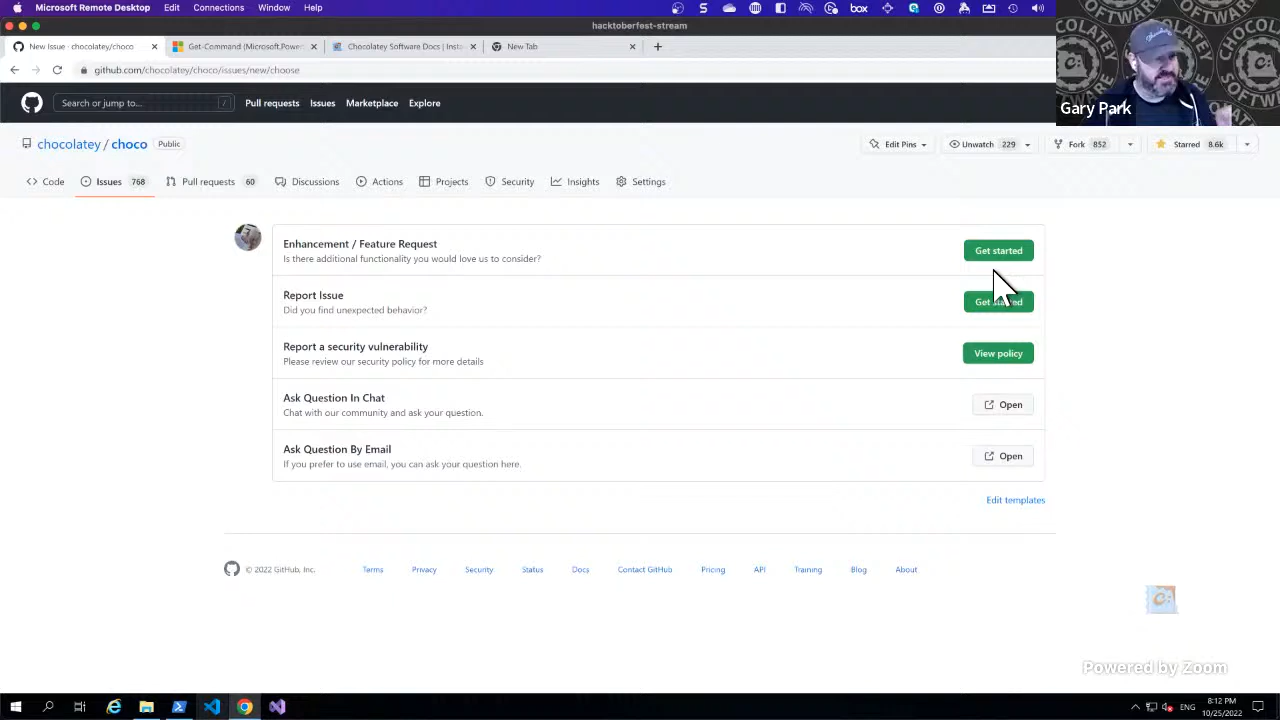 Microsoft Remote Desktop Edit Connections Window Help
box
hacktoberfest-stream
New Issue · chocolatey/choco
Get-Command (Microsoft.Power
Chocolatey Software Docs | Insta
New Tab
github.com/chocolatey/choco/issues/new/choose
Search or jump to... /
Pull requests Issues Marketplace Explore
Gary Park
chocolatey / choco Public
Edit Pins Unwatch 229 Fork 852 Starred 8.6k
Code Issues 768 Pull requests 60 Discussions Actions Projects Security Insights Settings
Enhancement / Feature Request
Is there additional functionality you would love us to consider?
Get started
Report Issue
Did you find unexpected behavior?
Get started
Report a security vulnerability
Please review our security policy for more details
View policy
Ask Question In Chat
Chat with our community and ask your question.
Open
Ask Question By Email
If you prefer to use email, you can ask your question here.
Open
Edit templates
© 2022 GitHub, Inc. Terms Privacy Security Status Docs Contact GitHub Pricing API Training Blog About
Powered by Zoom
ENG
8:12 PM
10/25/2022